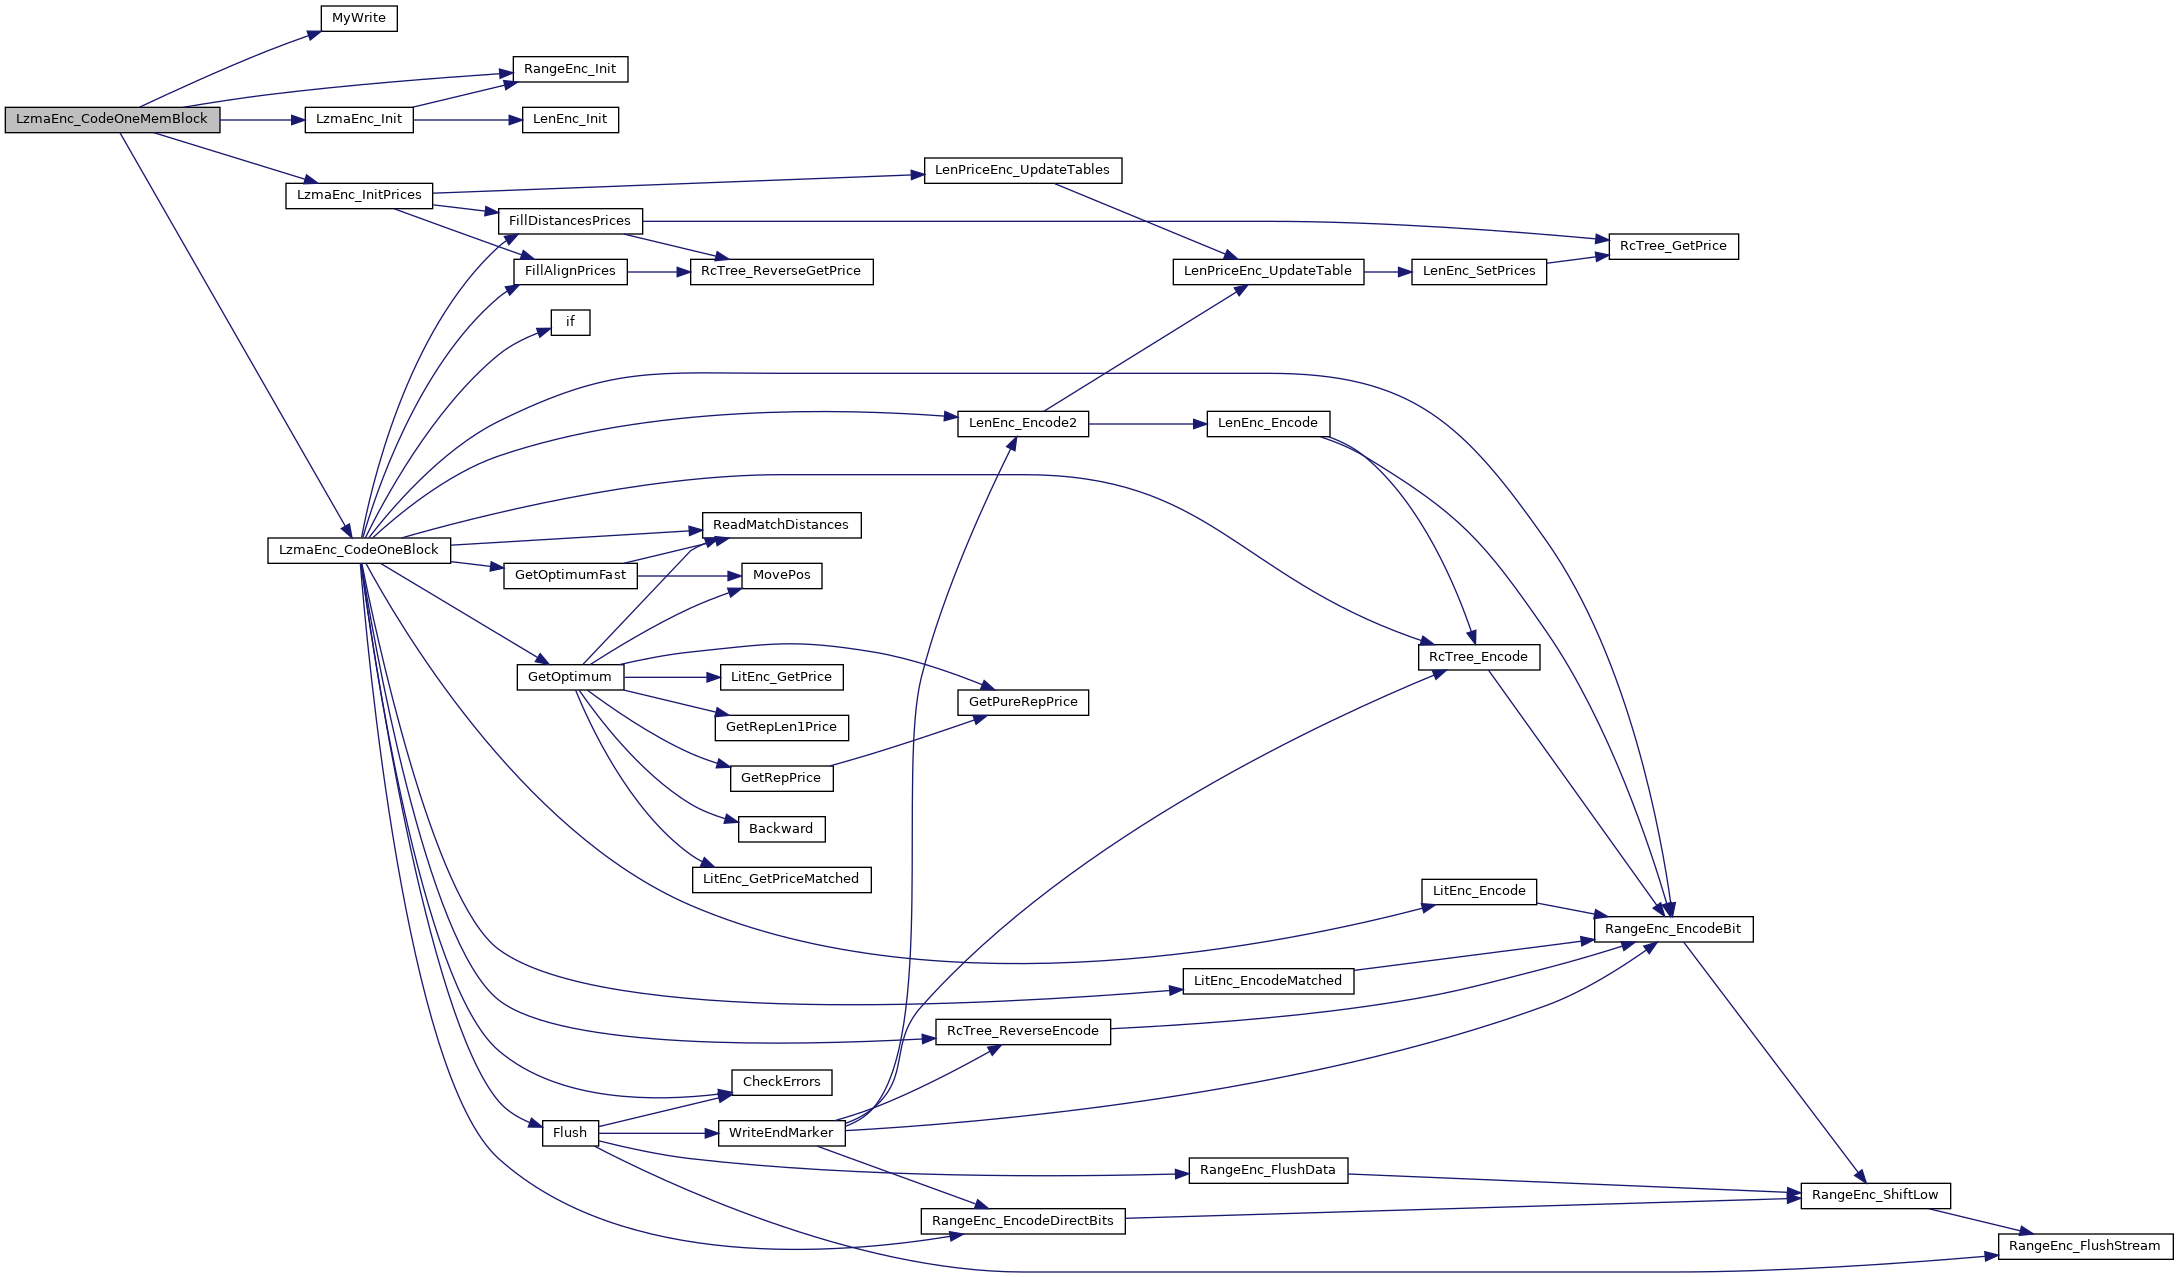 MyWrite
RangeEnc_Init
LzmaEnc_CodeOneMemBlock
LzmaEnc_Init
LenEnc_Init
LenPriceEnc_UpdateTables
LzmaEnc_InitPrices
FillDistancesPrices
RcTree_GetPrice
FillAlignPrices
RcTree_ReverseGetPrice
LenPriceEnc_UpdateTable
LenEnc_SetPrices
if
LenEnc_Encode2
LenEnc_Encode
ReadMatchDistances
LzmaEnc_CodeOneBlock
GetOptimumFast
MovePos
RcTree_Encode
GetOptimum
LitEnc_GetPrice
GetPureRepPrice
GetRepLen1Price
GetRepPrice
Backward
LitEnc_GetPriceMatched
LitEnc_Encode
RangeEnc_EncodeBit
LitEnc_EncodeMatched
RcTree_ReverseEncode
CheckErrors
Flush
WriteEndMarker
RangeEnc_FlushData
RangeEnc_ShiftLow
RangeEnc_EncodeDirectBits
RangeEnc_FlushStream